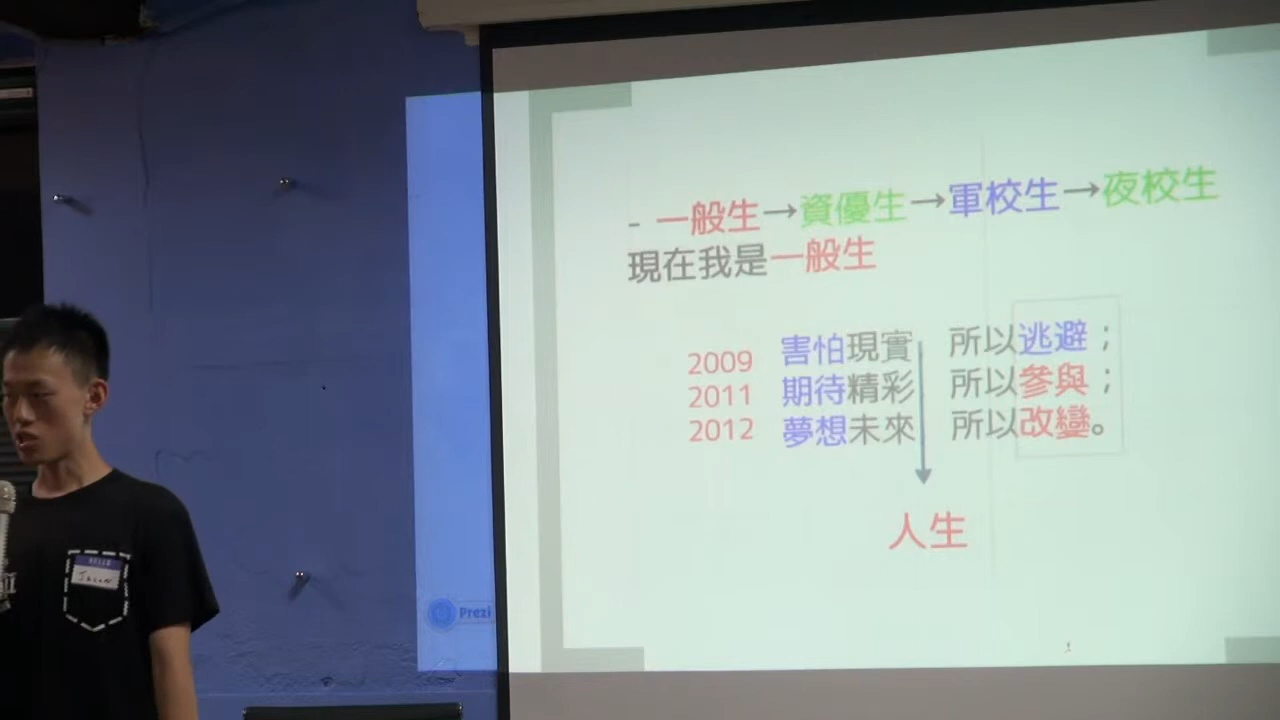 - 一般生→資優生→軍校生→夜校生
現在我是一般生
2009 害怕現實 所以逃避；
2011 期待精彩 所以參與；
2012 夢想未來 所以改變。
人生
Prezi
HELLO
Jason